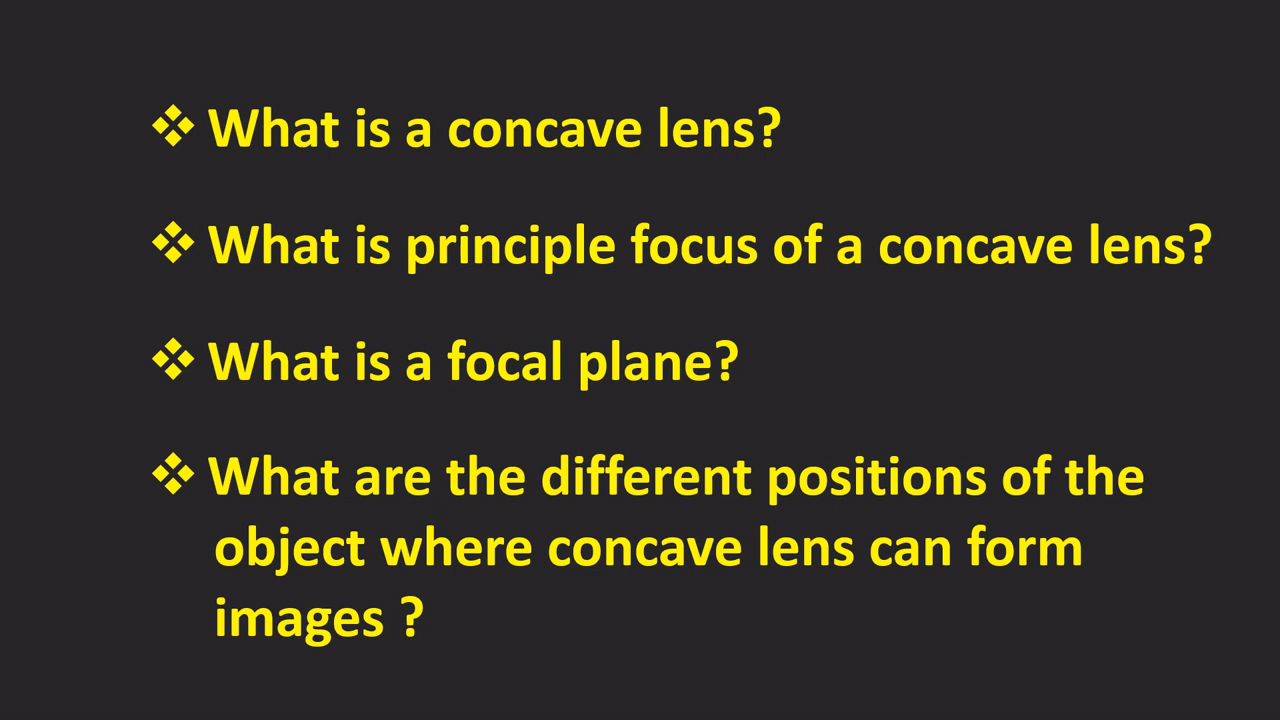 ❖ What is a concave lens?
❖ What is principle focus of a concave lens?
❖ What is a focal plane?
❖ What are the different positions of the
object where concave lens can form
images ?